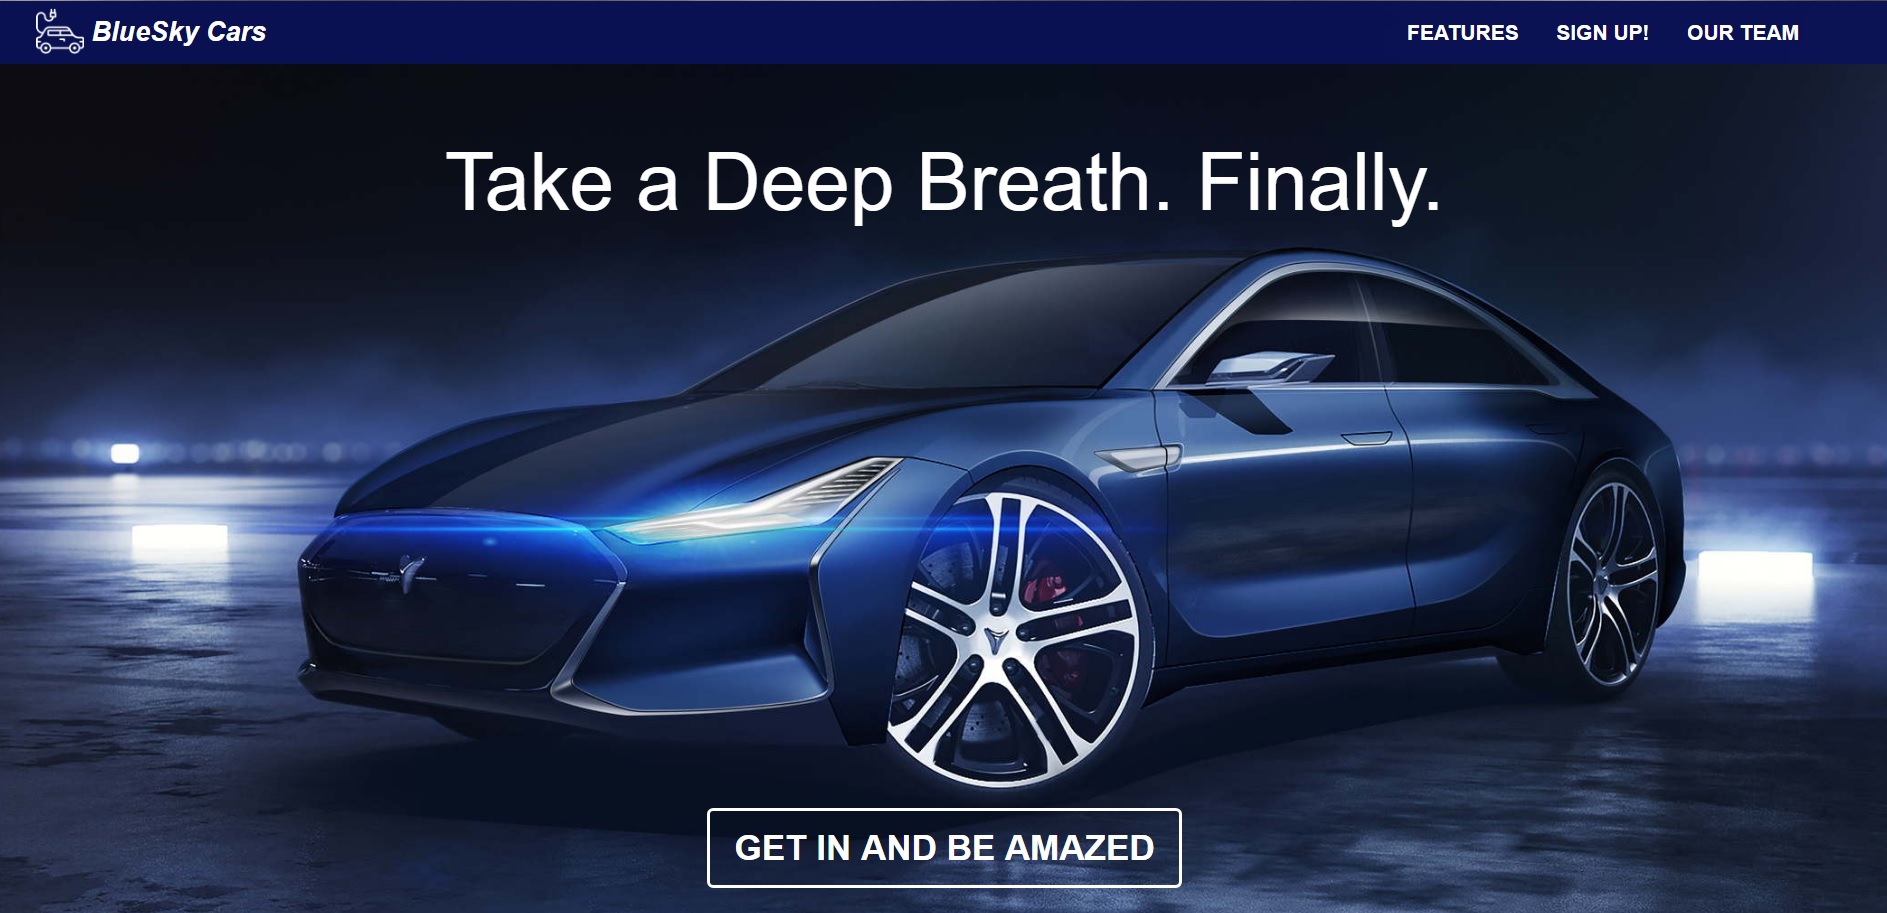 BlueSky Cars
FEATURES SIGN UP! OUR TEAM
Take a Deep Breath. Finally.
GET IN AND BE AMAZED